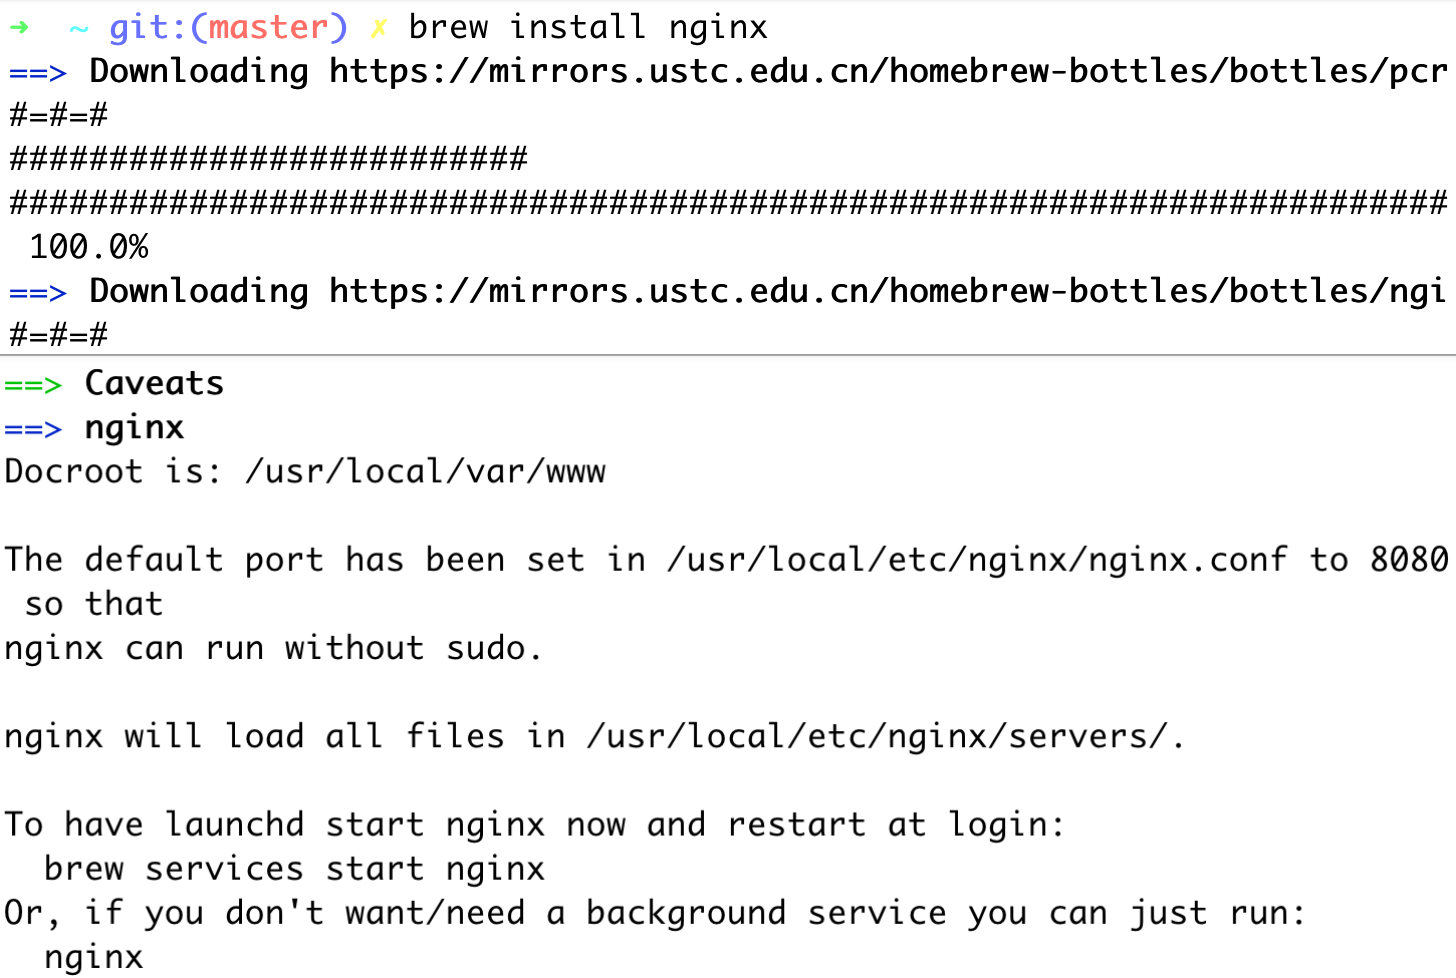 ➜  ~ git:(master) ✗ brew install nginx
==> Downloading https://mirrors.ustc.edu.cn/homebrew-bottles/bottles/pcr
#=#=#
##########################
########################################################################
 100.0%
==> Downloading https://mirrors.ustc.edu.cn/homebrew-bottles/bottles/ngi
#=#=#
==> Caveats
==> nginx
Docroot is: /usr/local/var/www
The default port has been set in /usr/local/etc/nginx/nginx.conf to 8080
 so that
nginx can run without sudo.
nginx will load all files in /usr/local/etc/nginx/servers/.
To have launchd start nginx now and restart at login:
  brew services start nginx
Or, if you don't want/need a background service you can just run:
  nginx